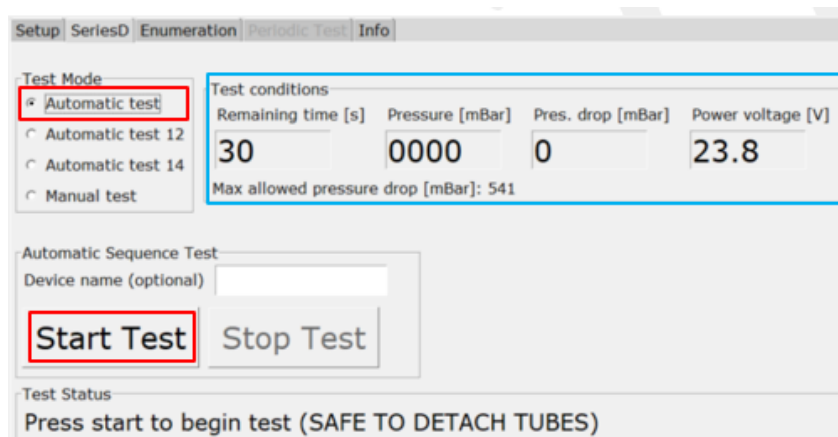 Setup SeriesD Enumeration Periodic Test Info
Test Mode
Automatic test
Automatic test 12
Automatic test 14
Manual test
Test conditions
Remaining time [s] Pressure [mBar] Pres. drop [mBar] Power voltage [V]
30 0000 0 23.8
Max allowed pressure drop [mBar]: 541
Automatic Sequence Test
Device name (optional)
Start Test Stop Test
Test Status
Press start to begin test (SAFE TO DETACH TUBES)